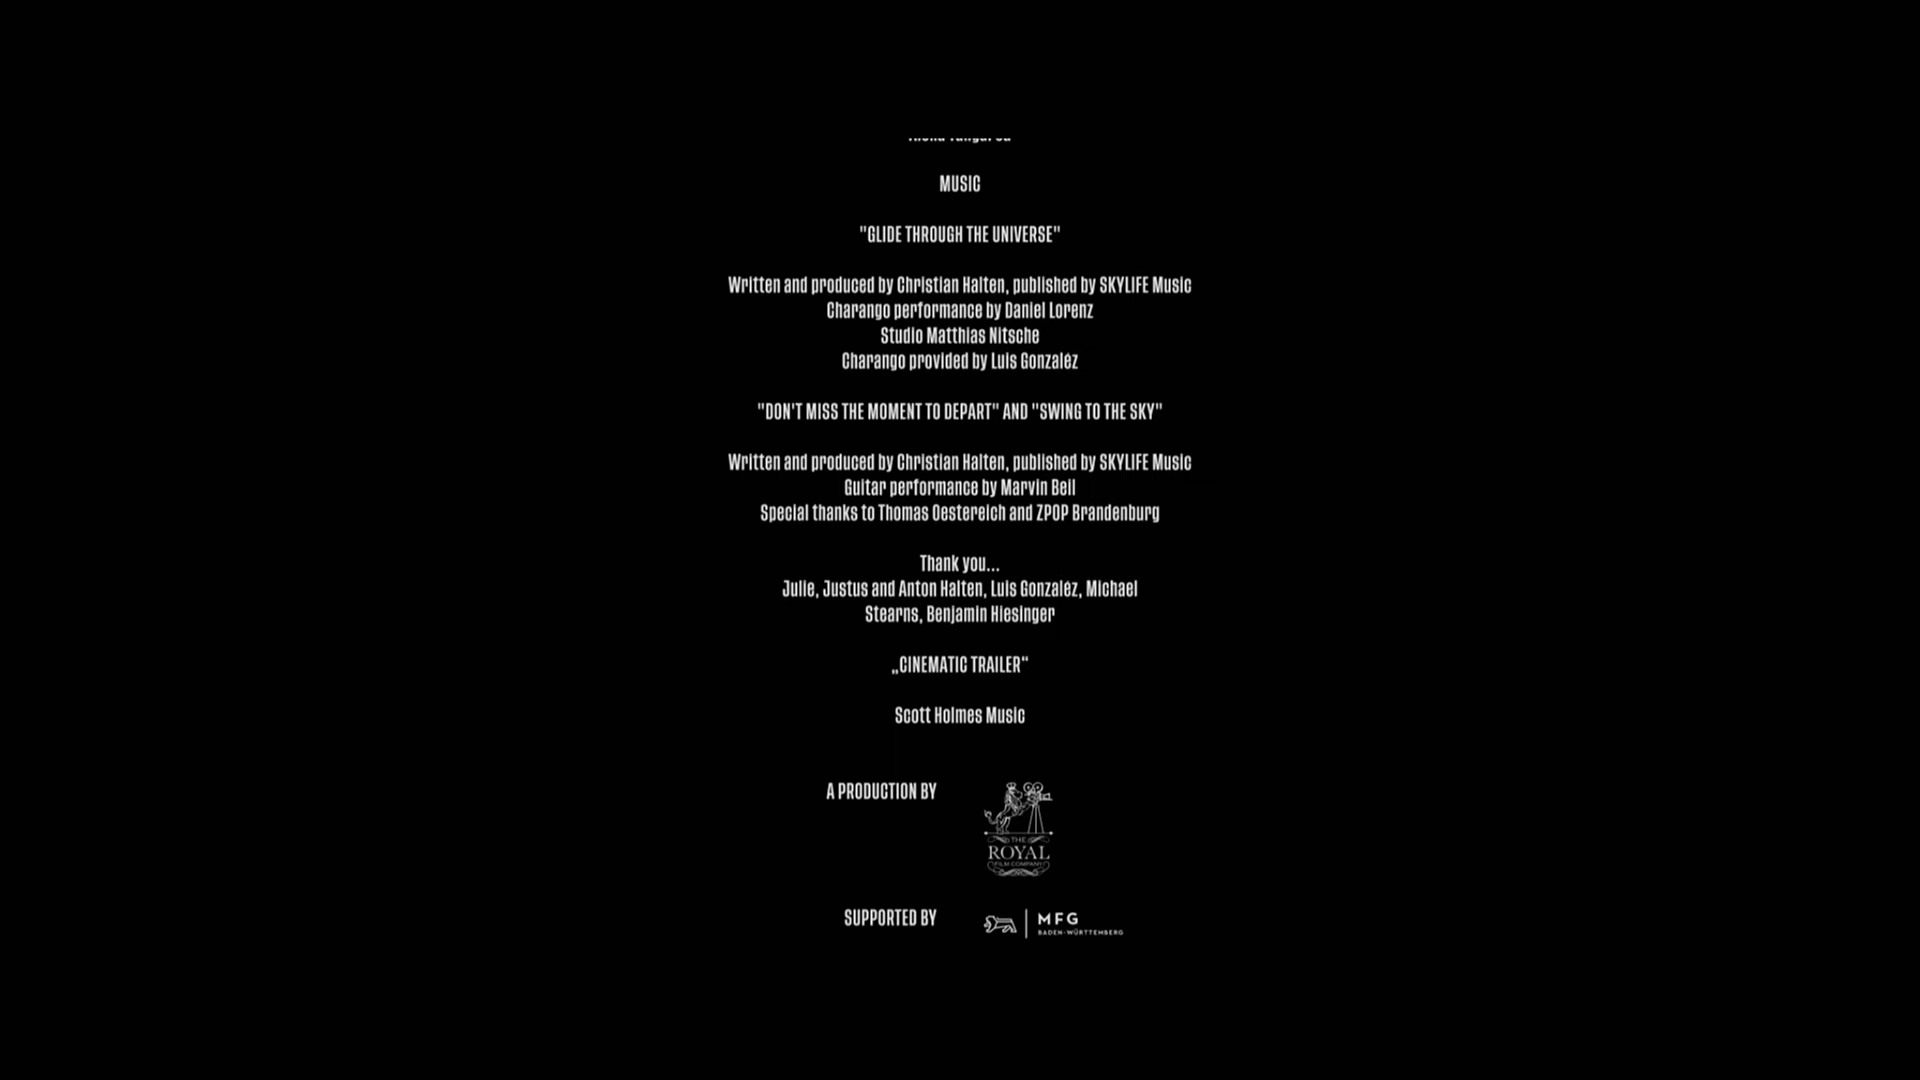 MUSIC
"GLIDE THROUGH THE UNIVERSE"
Written and produced by Christian Halten, published by SKYLIFE Music
Charango performance by Daniel Lorenz
Studio Matthias Nitsche
Charango provided by Luis Gonzaléz
"DON'T MISS THE MOMENT TO DEPART" AND "SWING TO THE SKY"
Written and produced by Christian Halten, published by SKYLIFE Music
Guitar performance by Marvin Bell
Special thanks to Thomas Oestereich and ZPOP Brandenburg
Thank you...
Julie, Justus and Anton Halten, Luis Gonzaléz, Michael
Stearns, Benjamin Hiesinger
„CINEMATIC TRAILER“
Scott Holmes Music
A PRODUCTION BY
THE
ROYAL
FILM COMPANY
SUPPORTED BY
MFG
BADEN-WÜRTTEMBERG